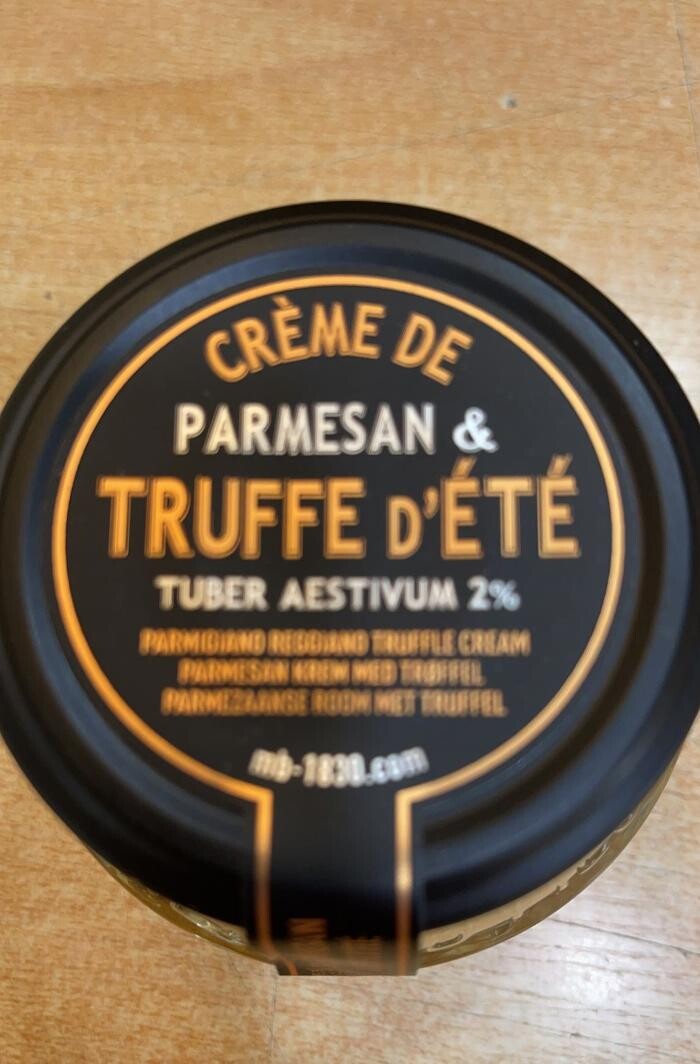 CRÈME DE
PARMESAN &
TRUFFE D'ÉTÉ
TUBER AESTIVUM 2%
PARMIGIANO REGGIANO TRUFFLE CREAM
PARMESAN KREM MED TRØFFEL
PARMEZAANSE ROOM MET TRUFFEL
mb-1830.com